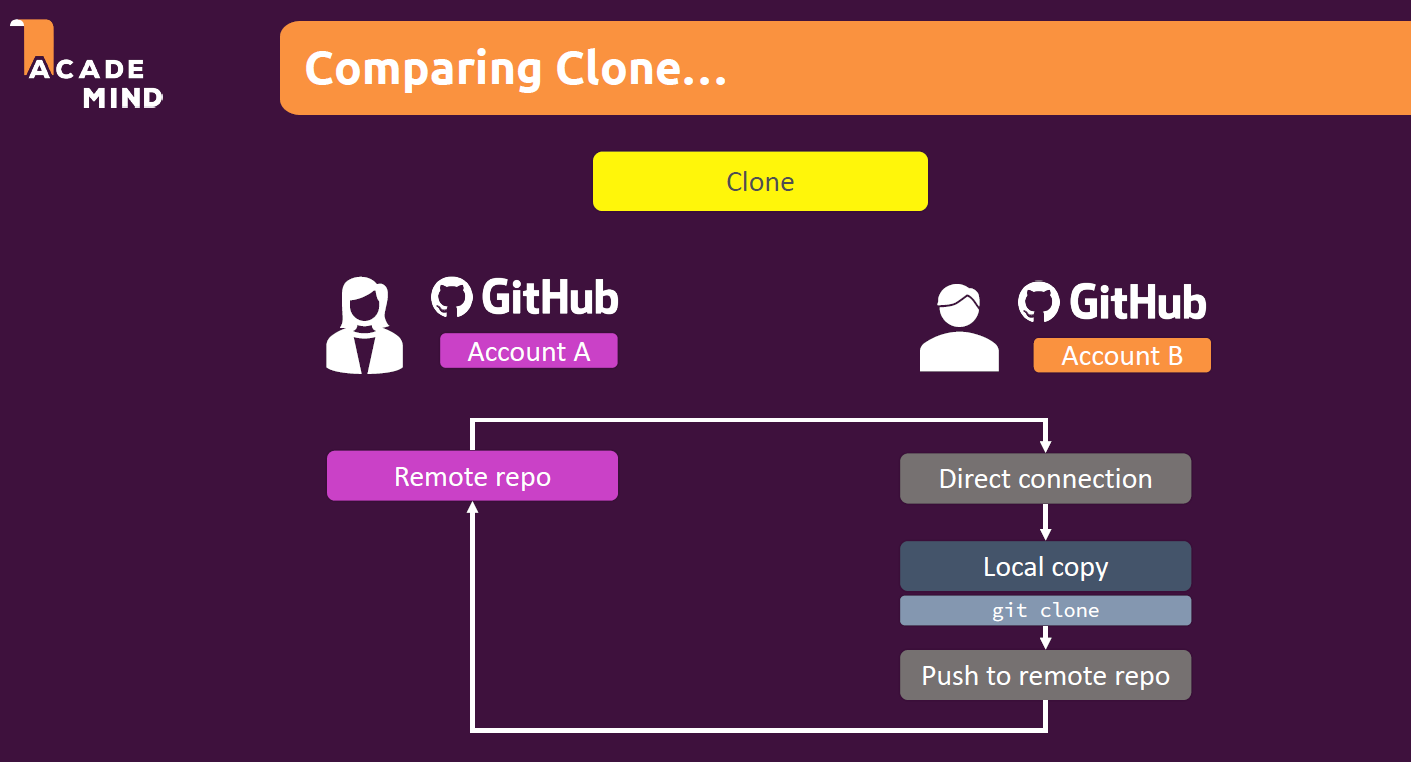 ACADE
MIND
Comparing Clone...
Clone
GitHub
Account A
GitHub
Account B
Remote repo
Direct connection
Local copy
git clone
Push to remote repo